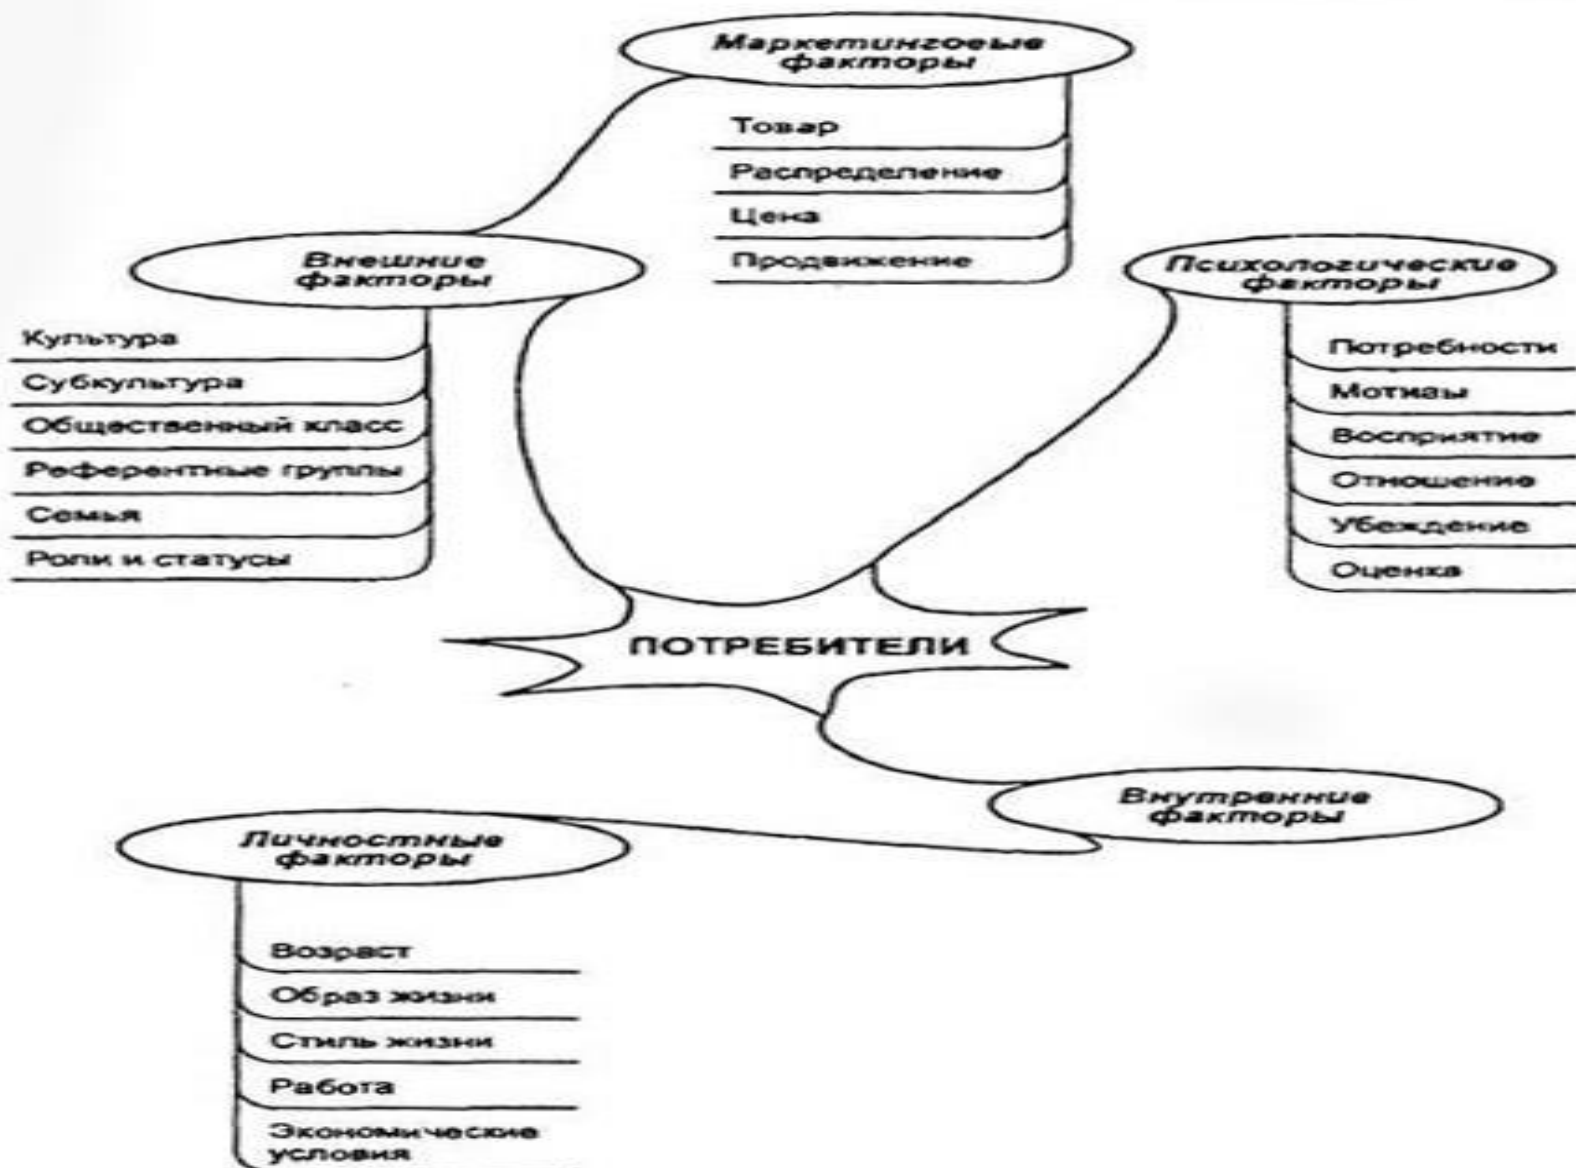 Маркетинговые
факторы
Товар
Распределение
Цена
Продвижение
Внешние
факторы
Культура
Субкультура
Общественный класс
Референтные группы
Семья
Роли и статусы
Психологические
факторы
Потребности
Мотивы
Восприятие
Отношение
Убеждение
Оценка
ПОТРЕБИТЕЛИ
Внутренние
факторы
Личностные
факторы
Возраст
Образ жизни
Стиль жизни
Работа
Экономические
условия